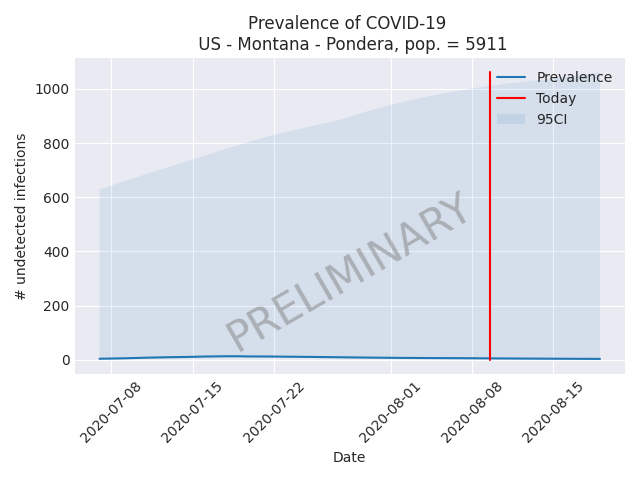 Prevalence of COVID-19
US - Montana - Pondera, pop. = 5911
Prevalence
Today
95CI
# undetected infections
1000
800
600
400
200
0
PRELIMINARY
2020-07-08
2020-07-15
2020-07-22
2020-08-01
2020-08-08
2020-08-15
Date